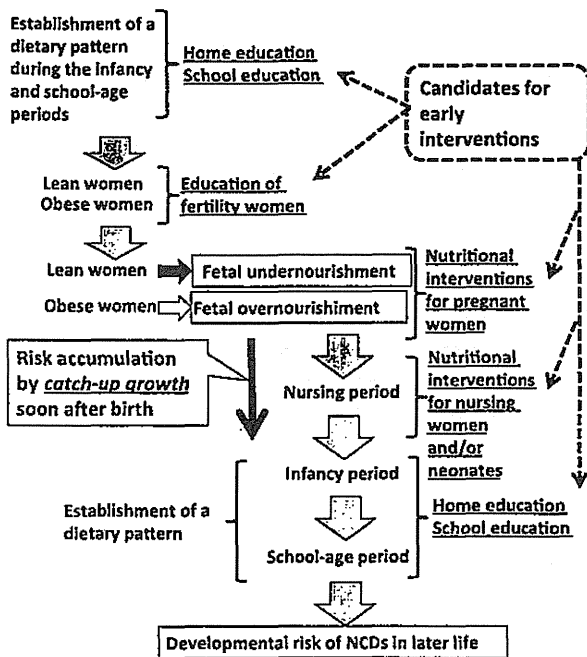 Establishment of a
dietary pattern
during the infancy
and school-age
periods
Home education
School education
Candidates for
early
interventions
Lean women
Obese women
Education of
fertility women
Lean women
Fetal undernourishment
Obese women
Fetal overnourishiment
Nutritional
interventions
for pregnant
women
Risk accumulation
by catch-up growth
soon after birth
Nursing period
Nutritional
interventions
for nursing
women
and/or
neonates
Infancy period
Establishment of a
dietary pattern
Home education
School education
School-age period
Developmental risk of NCDs in later life